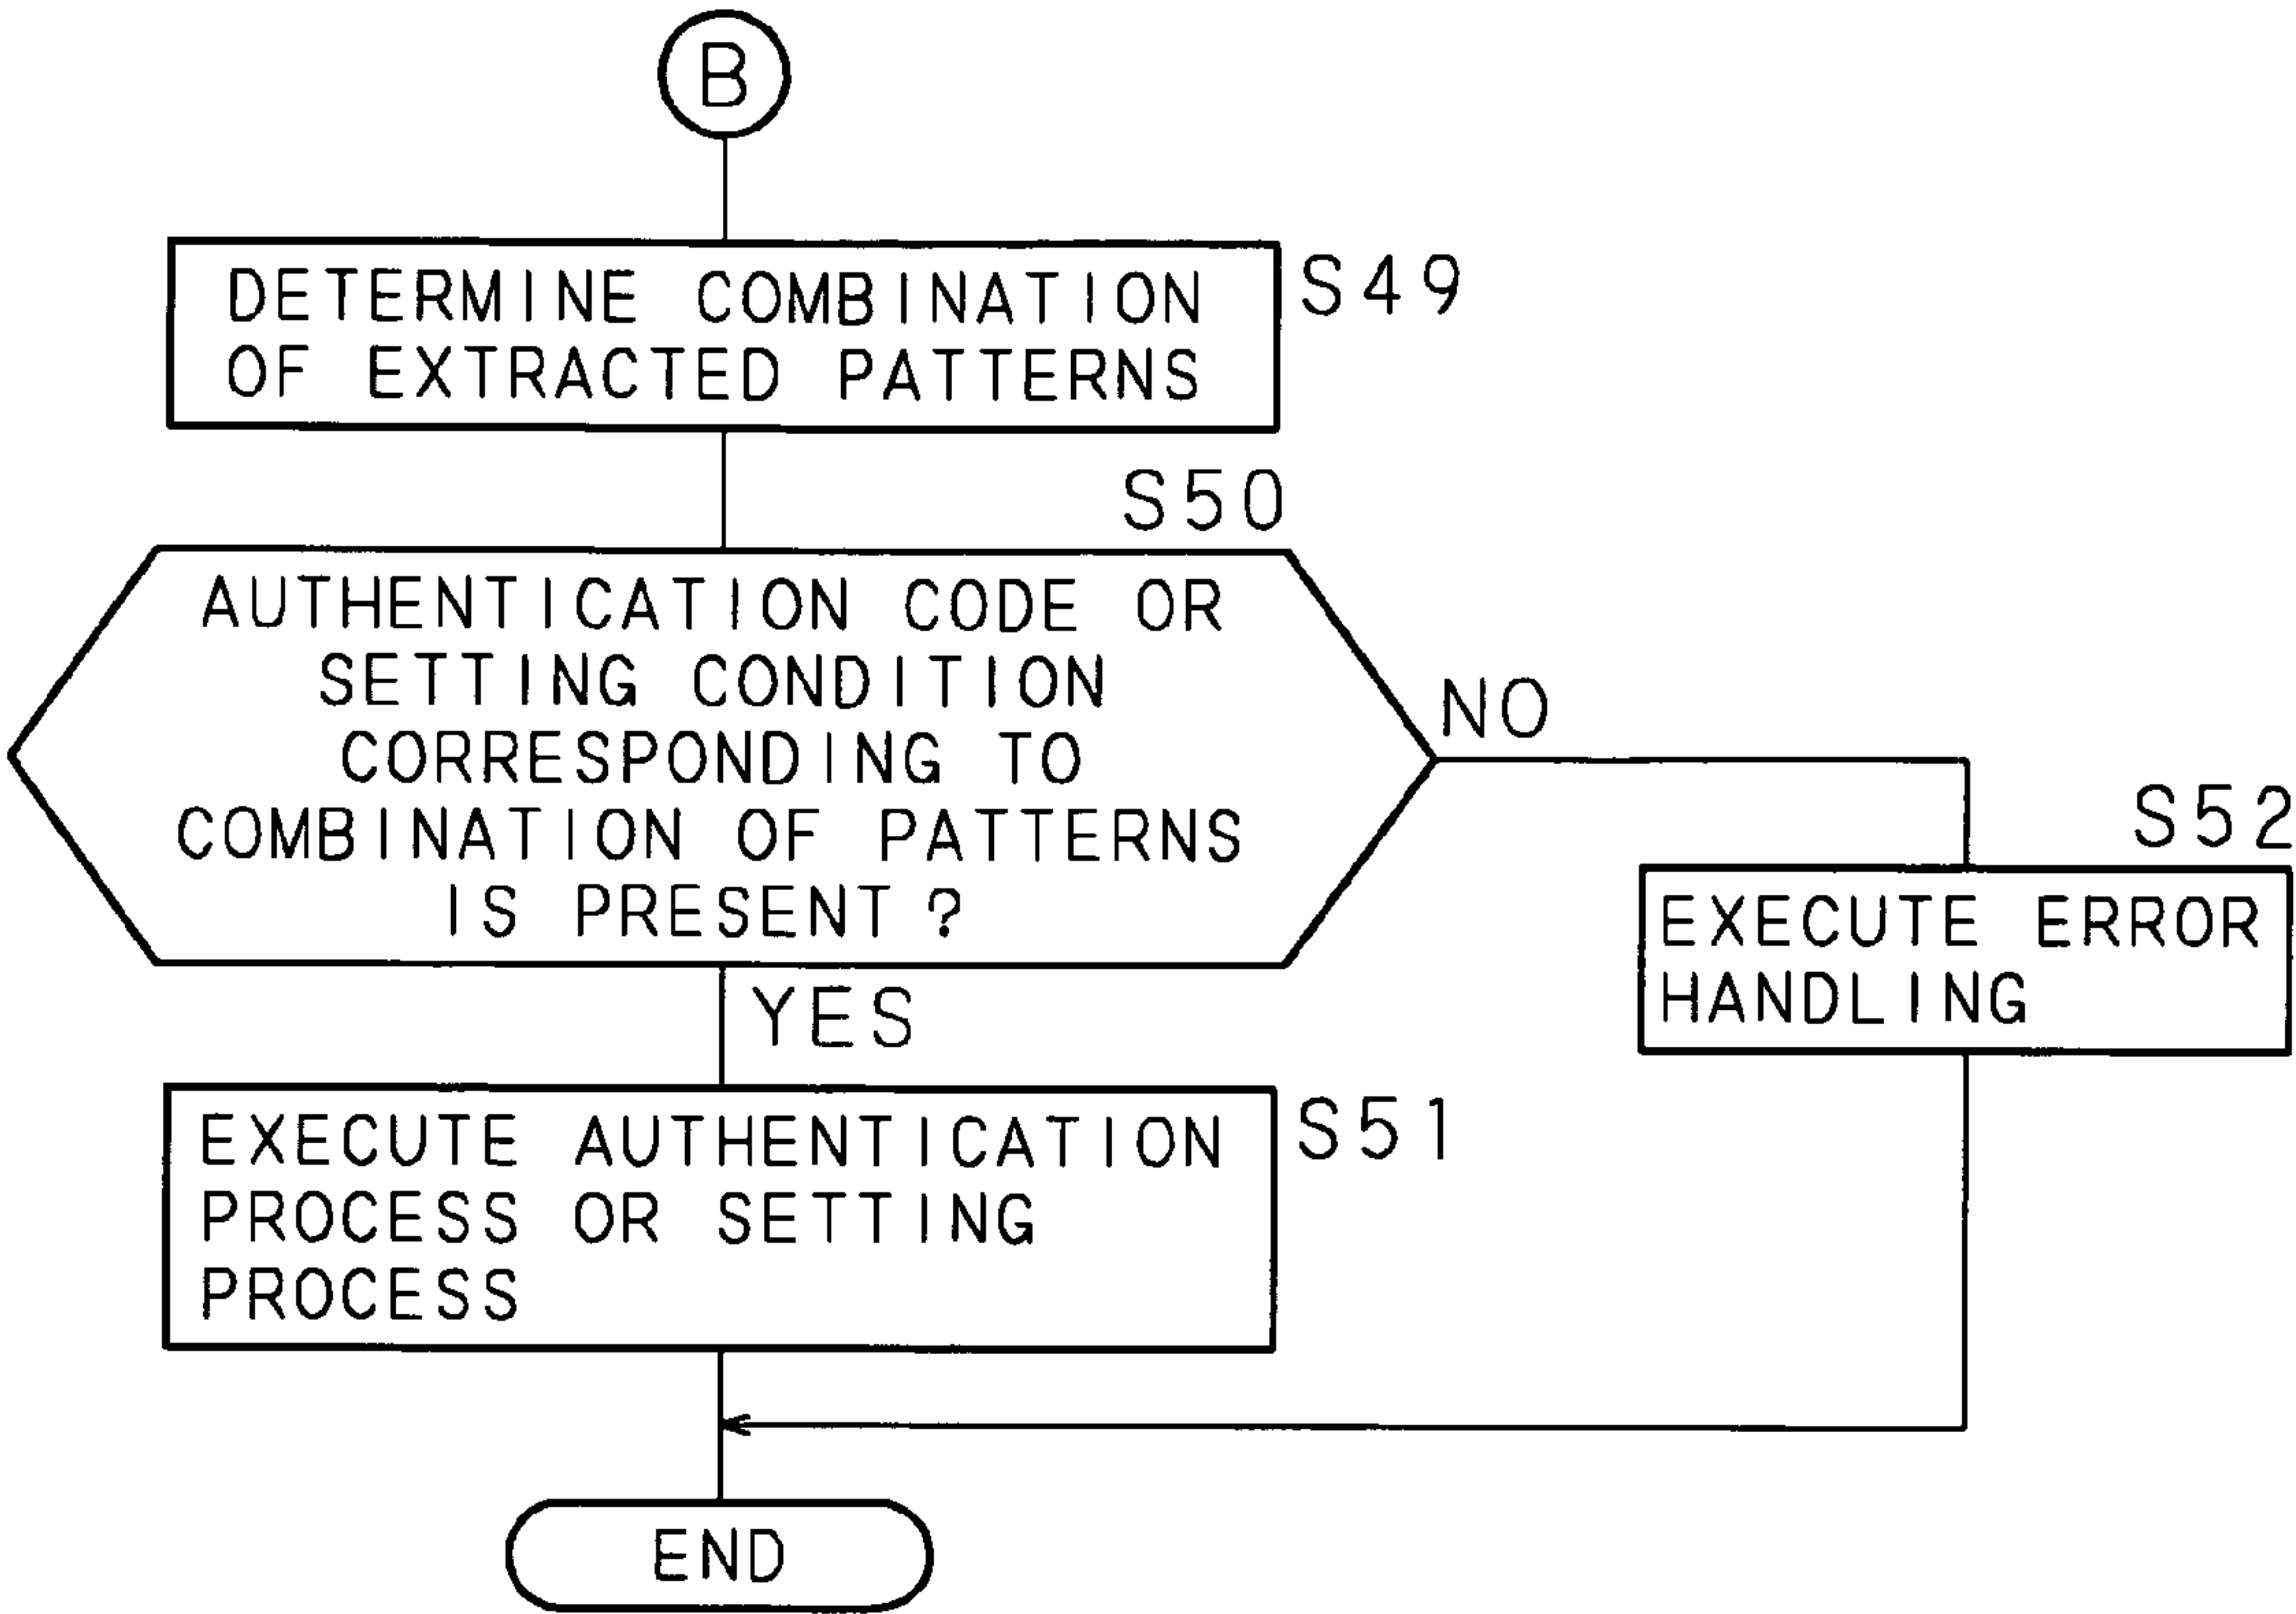 B
DETERMINE COMBINATION
OF EXTRACTED PATTERNS
S49
S50
AUTHENTICATION CODE OR
SETTING CONDITION
CORRESPONDING TO
COMBINATION OF PATTERNS
IS PRESENT?
NO
S52
EXECUTE ERROR
HANDLING
YES
EXECUTE AUTHENTICATION
PROCESS OR SETTING
PROCESS
S51
END